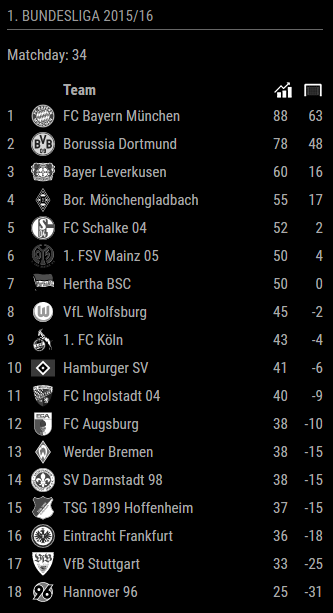 1. BUNDESLIGA 2015/16
Matchday: 34
Team
1 FC Bayern München 88 63
2 Borussia Dortmund 78 48
3 Bayer Leverkusen 60 16
4 Bor. Mönchengladbach 55 17
5 FC Schalke 04 52 2
6 1. FSV Mainz 05 50 4
7 Hertha BSC 50 0
8 VfL Wolfsburg 45 -2
9 1. FC Köln 43 -4
10 Hamburger SV 41 -6
11 FC Ingolstadt 04 40 -9
12 FC Augsburg 38 -10
13 Werder Bremen 38 -15
14 SV Darmstadt 98 38 -15
15 TSG 1899 Hoffenheim 37 -15
16 Eintracht Frankfurt 36 -18
17 VfB Stuttgart 33 -25
18 Hannover 96 25 -31